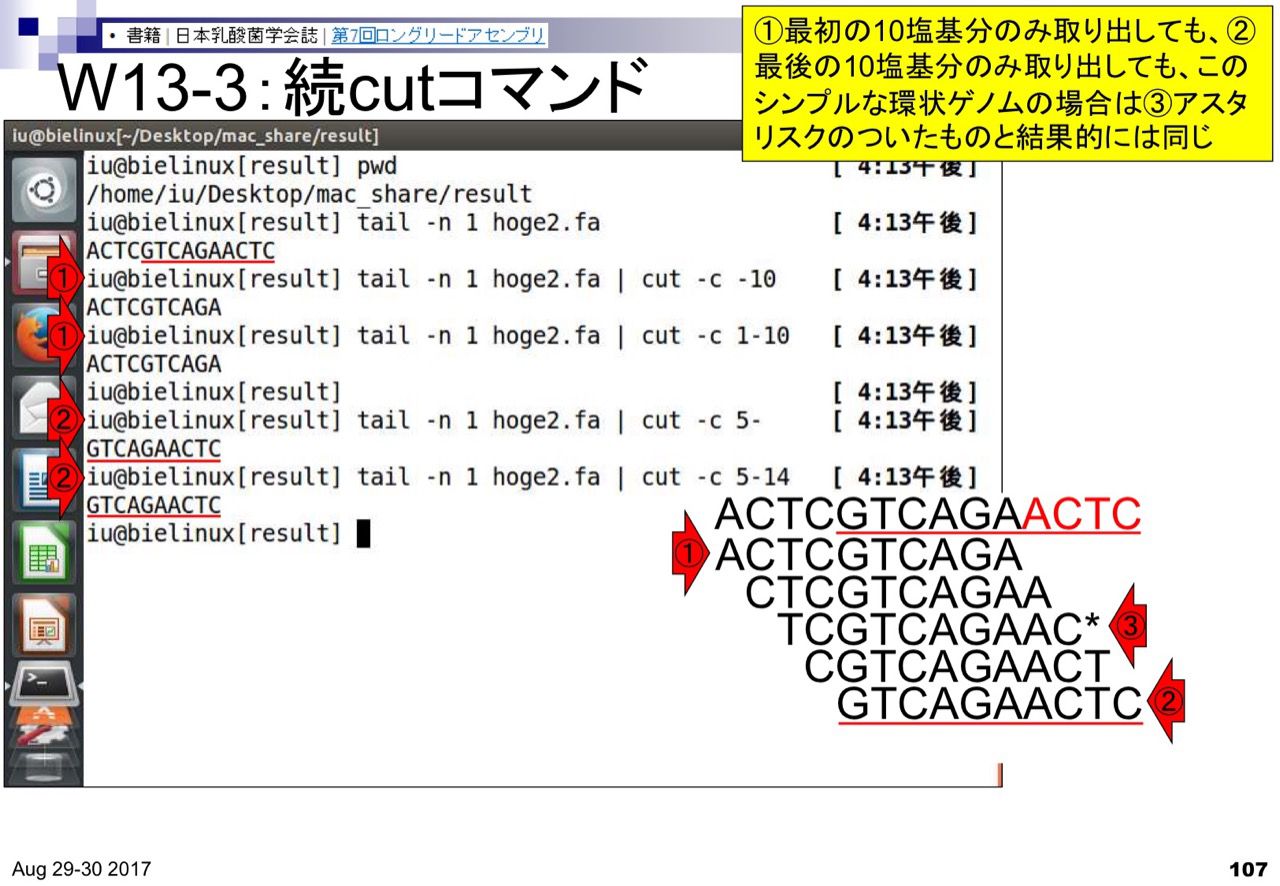 • 書籍 | 日本乳酸菌学会誌 | 第7回ロングリードアセンブリ
W13-3:続cutコマンド
①最初の10塩基分のみ取り出しても、②
最後の10塩基分のみ取り出しても、この
シンプルな環状ゲノムの場合は③アスタ
リスクのついたものと結果的には同じ
iu@bielinux[~/Desktop/mac_share/result]
iu@bielinux[result] pwd [ 4:13午後]
/home/iu/Desktop/mac_share/result
iu@bielinux[result] tail -n 1 hoge2.fa [ 4:13午後]
ACTCGTCAGAACTC
① iu@bielinux[result] tail -n 1 hoge2.fa | cut -c -10 [ 4:13午後]
ACTCGTCAGA
① iu@bielinux[result] tail -n 1 hoge2.fa | cut -c 1-10 [ 4:13午後]
ACTCGTCAGA
iu@bielinux[result] [ 4:13午後]
② iu@bielinux[result] tail -n 1 hoge2.fa | cut -c 5- [ 4:13午後]
GTCAGAACTC
② iu@bielinux[result] tail -n 1 hoge2.fa | cut -c 5-14 [ 4:13午後]
GTCAGAACTC
iu@bielinux[result]
ACTCGTCAGAACTC
① ACTCGTCAGA
CTCGTCAGAA
TCGTCAGAAC* ③
CGTCAGAACT
GTCAGAACTC ②
Aug 29-30 2017
107